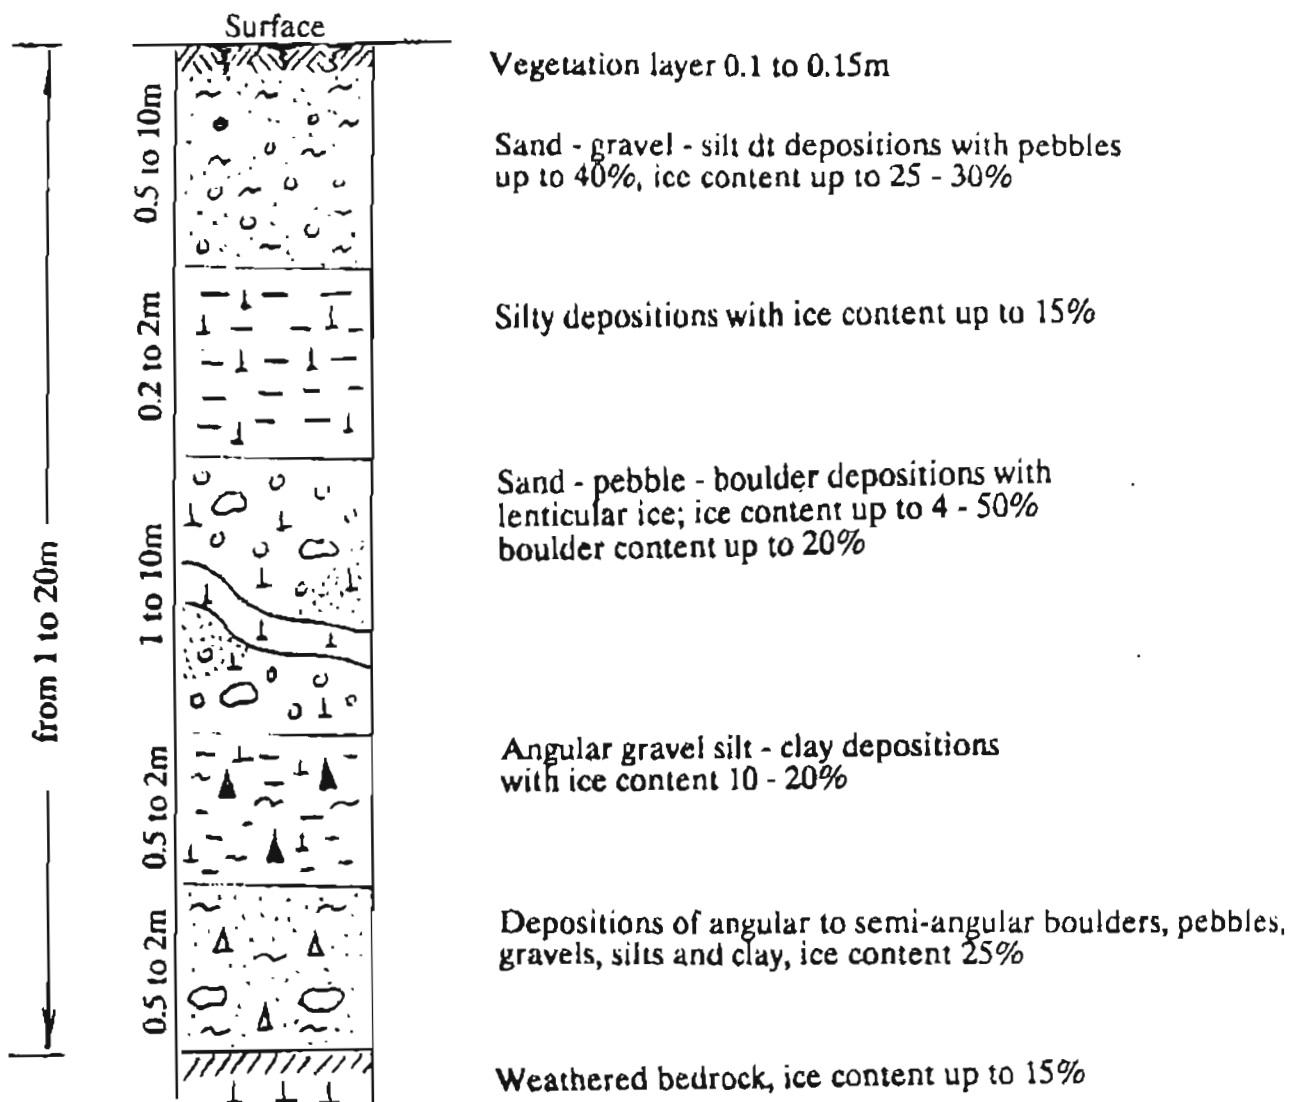 Surface
Vegetation layer 0.1 to 0.15m
0.5 to 10m
Sand - gravel - silt dt depositions with pebbles
up to 40%, ice content up to 25 - 30%
0.2 to 2m
Silty depositions with ice content up to 15%
from 1 to 20m
1 to 10m
Sand - pebble - boulder depositions with
lenticular ice; ice content up to 4 - 50%
boulder content up to 20%
0.5 to 2m
Angular gravel silt - clay depositions
with ice content 10 - 20%
0.5 to 2m
Depositions of angular to semi-angular boulders, pebbles,
gravels, silts and clay, ice content 25%
Weathered bedrock, ice content up to 15%